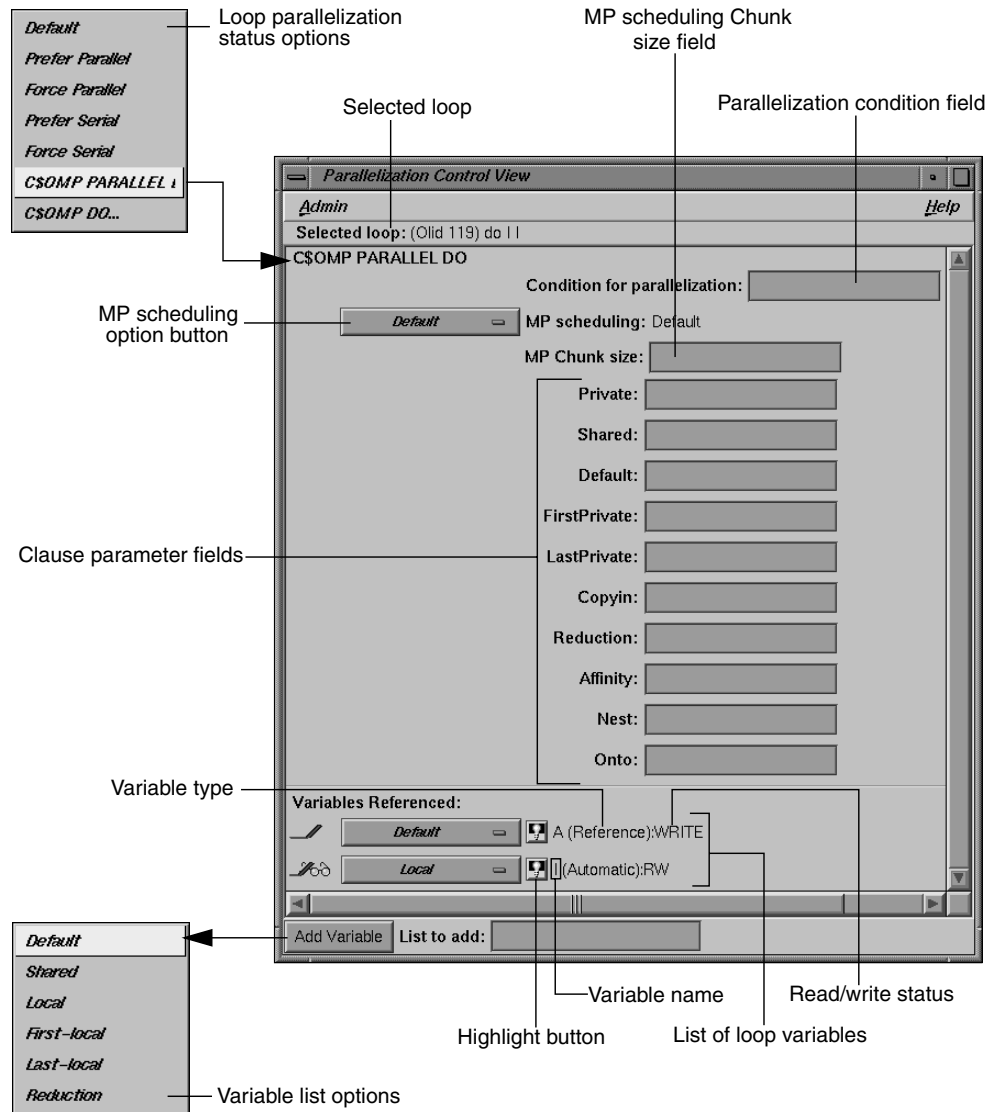 Default
Prefer Parallel
Force Parallel
Prefer Serial
Force Serial
C$OMP PARALLEL
C$OMP DO...
Loop parallelization
status options
MP scheduling Chunk
size field
Selected loop
Parallelization condition field
Parallelization Control View
Admin
Help
Selected loop: (Olid 119) do I I
C$OMP PARALLEL DO
Condition for parallelization:
MP scheduling
option button
Default
MP scheduling: Default
MP Chunk size:
Private:
Shared:
Default:
FirstPrivate:
Clause parameter fields
LastPrivate:
Copyin:
Reduction:
Affinity:
Nest:
Onto:
Variable type
Variables Referenced:
Default
A (Reference):WRITE
Local
I (Automatic):RW
Add Variable
List to add:
Default
Shared
Local
First-local
Last-local
Reduction
Variable name
Read/write status
Highlight button
List of loop variables
Variable list options